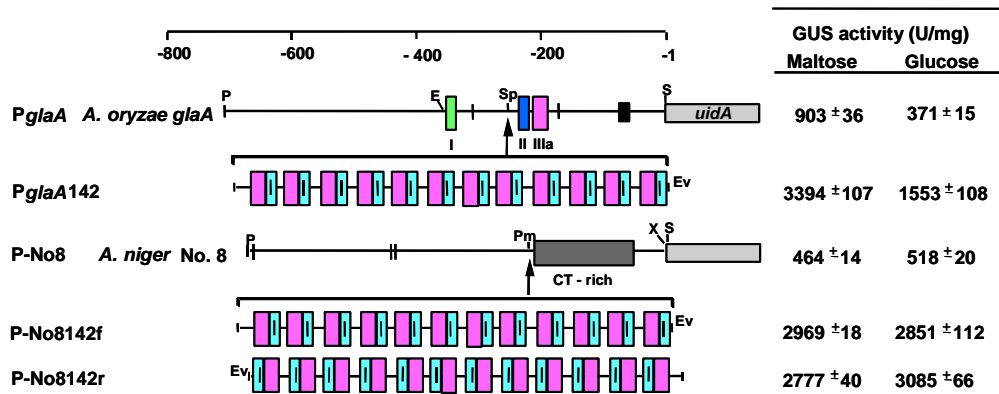 GUS activity (U/mg)
-800 -600 - 400 -200 -1
Maltose Glucose
P E Sp S
PglaA A. oryzae glaA uidA 903 ±36 371 ± 15
I II IIIa
PglaA142 Ev 3394 ±107 1553 ± 108
P Pm X S
P-No8 A. niger No. 8 464 ±14 518 ± 20
CT - rich
P-No8142f Ev 2969 ±18 2851 ±112
P-No8142r Ev 2777 ±40 3085 ±66